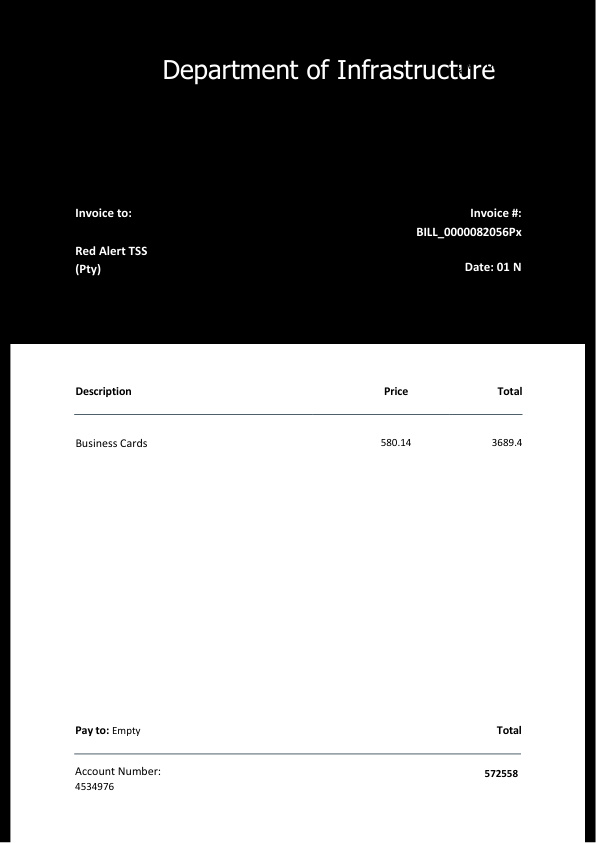 Department of Infrastructure
Invoice to:
Invoice #:
BILL_0000082056Px
Red Alert TSS
(Pty)
Date: 01 N
Description Price Total
Business Cards 580.14 3689.4
Pay to: Empty Total
Account Number:
4534976
572558